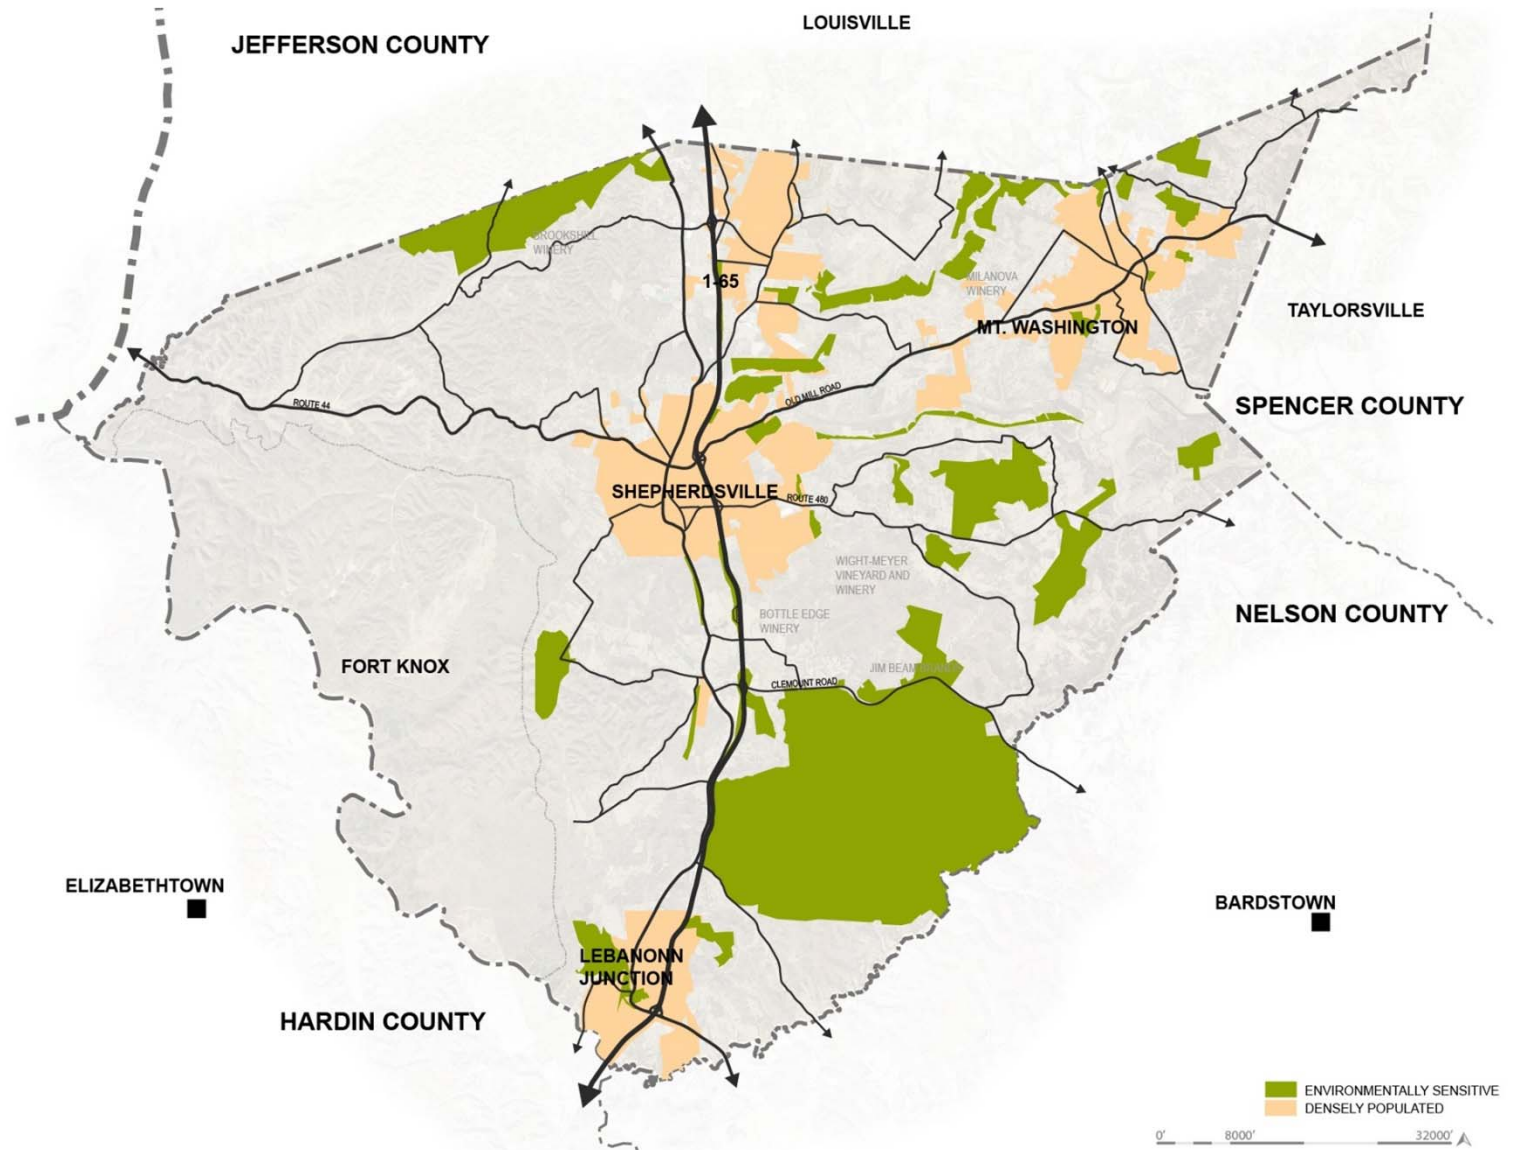 LOUISVILLE
JEFFERSON COUNTY
BROOKSHILL
WINERY
1-65
MILANOVA
WINERY
TAYLORSVILLE
MT. WASHINGTON
ROUTE 44
OLD MILL ROAD
SPENCER COUNTY
SHEPHERDSVILLE
ROUTE 480
WIGHT-MEYER
VINEYARD AND
WINERY
BOTTLE EDGE
WINERY
NELSON COUNTY
FORT KNOX
JIM BEAM
CLEMOUNT ROAD
ELIZABETHTOWN
BARDSTOWN
LEBANONN
JUNCTION
HARDIN COUNTY
ENVIRONMENTALLY SENSITIVE
DENSELY POPULATED
0' 8000' 32000'